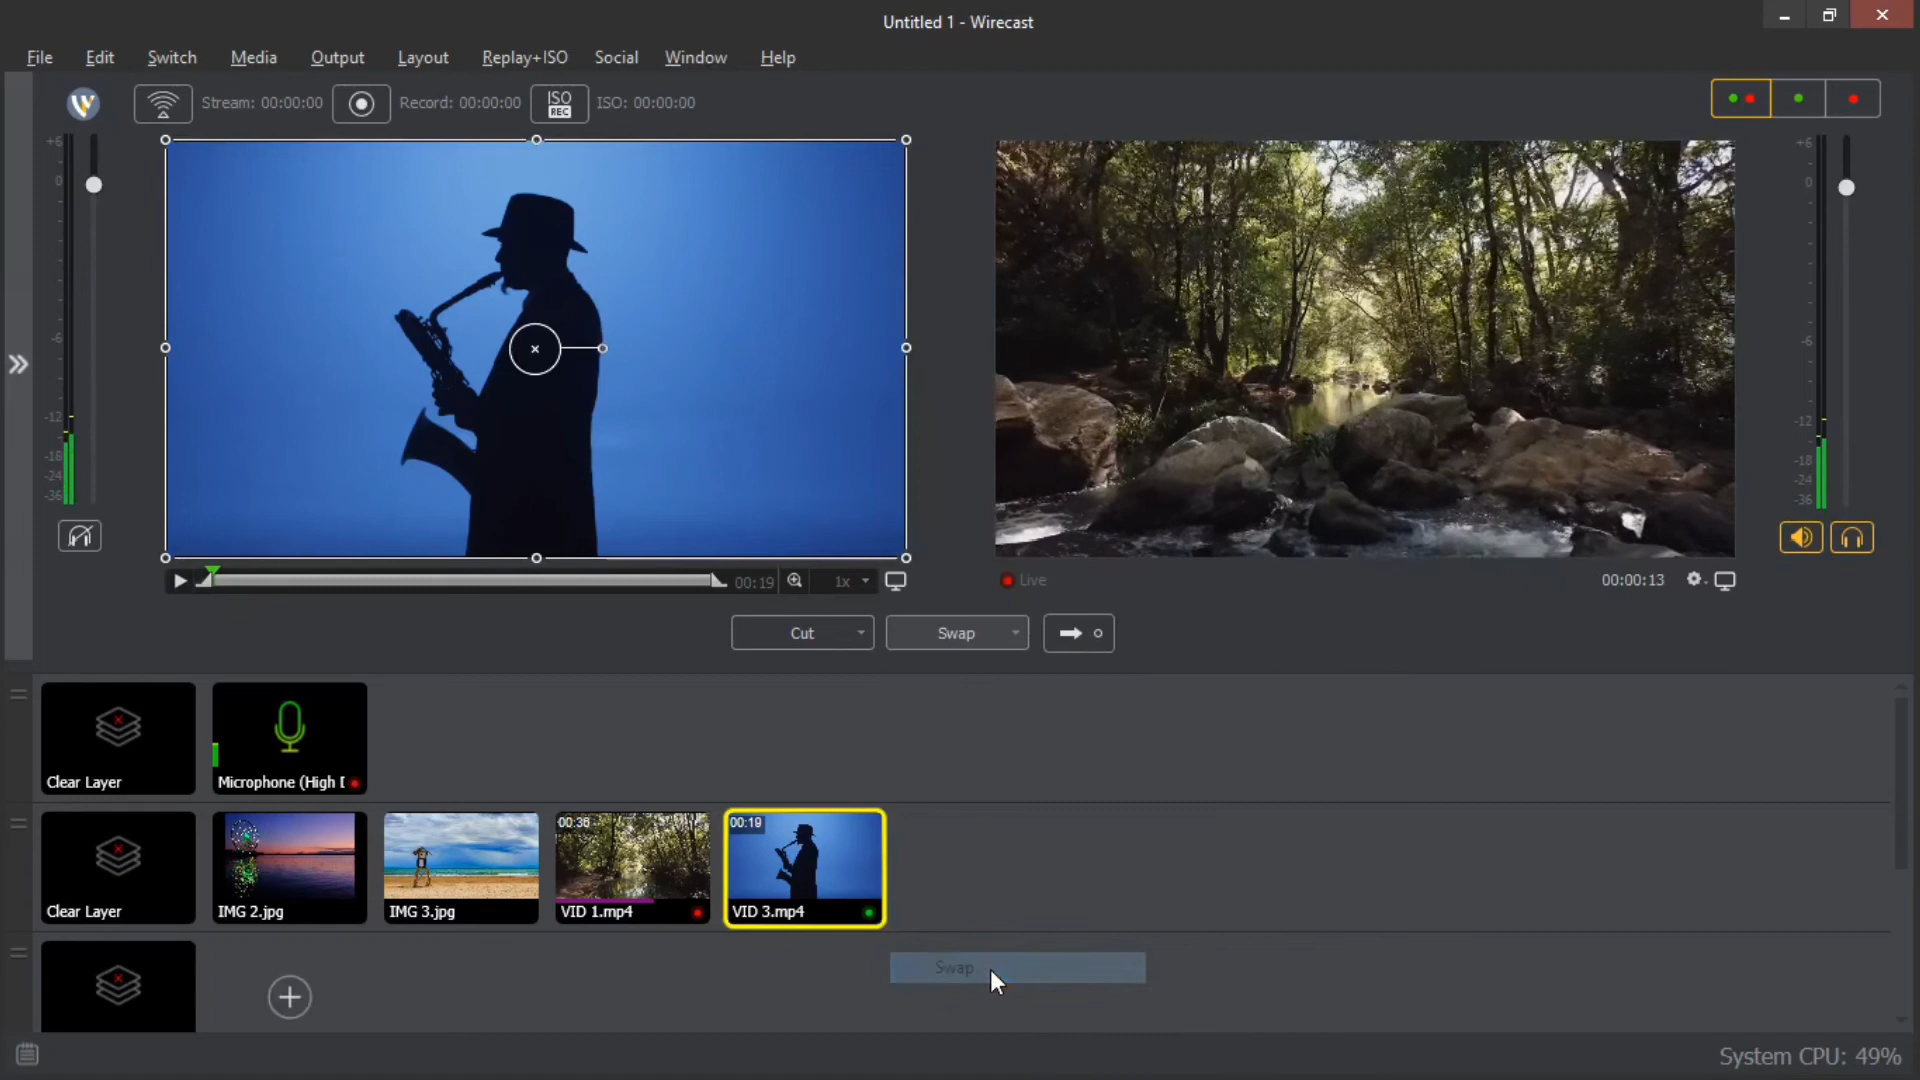 Untitled 1 - Wirecast
File Edit Switch Media Output Layout Replay+ISO Social Window Help
Stream: 00:00:00 Record: 00:00:00 ISO REC ISO: 00:00:00
+6
0
-6
-12
-18
-24
-36
+6
0
-6
-12
-18
-24
-36
00:19 1x
Live 00:00:13
Cut Swap
Clear Layer Microphone (High D
00:36 00:19
Clear Layer IMG 2.jpg IMG 3.jpg VID 1.mp4 VID 3.mp4
Swap
System CPU: 49%